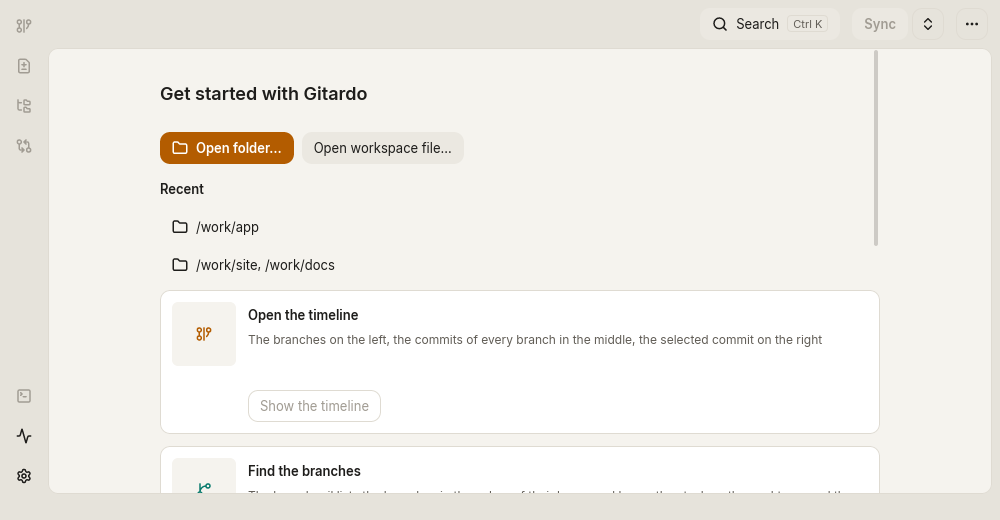 Search Ctrl K Sync
Get started with Gitardo
Open folder... Open workspace file...
Recent
/work/app
/work/site, /work/docs
Open the timeline
The branches on the left, the commits of every branch in the middle, the selected commit on the right
Show the timeline
Find the branches